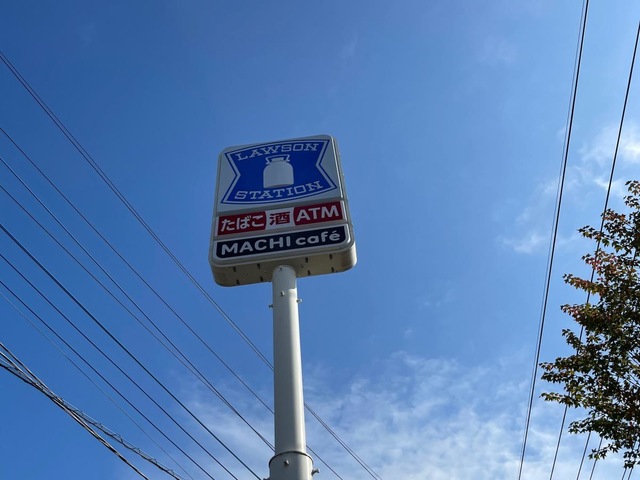 LAWSON
STATION
たばこ 酒 ATM
MACHI café